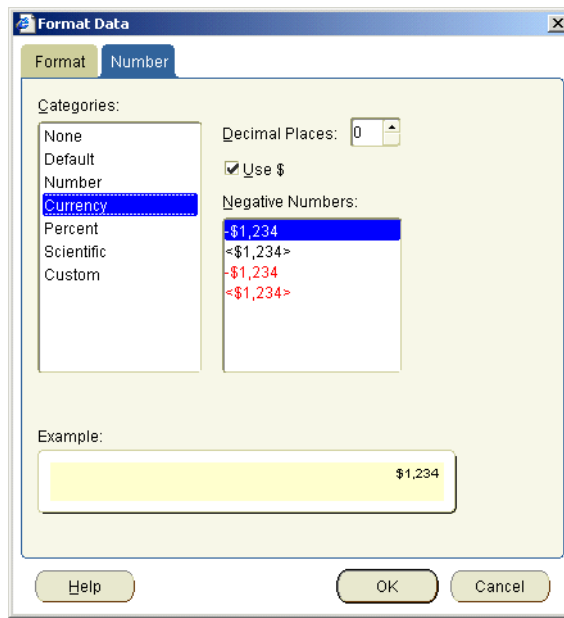 Format Data
Format
Number
Categories:
None
Default
Number
Currency
Percent
Scientific
Custom
Decimal Places: 0
Use $
Negative Numbers:
-$1,234
<$1,234>
-$1,234
<$1,234>
Example:
$1,234
Help
OK
Cancel